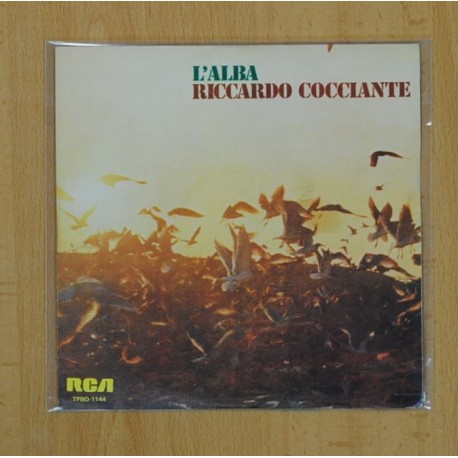 L'ALBA
RICCARDO COCCIANTE
RCA
TPBO-1144